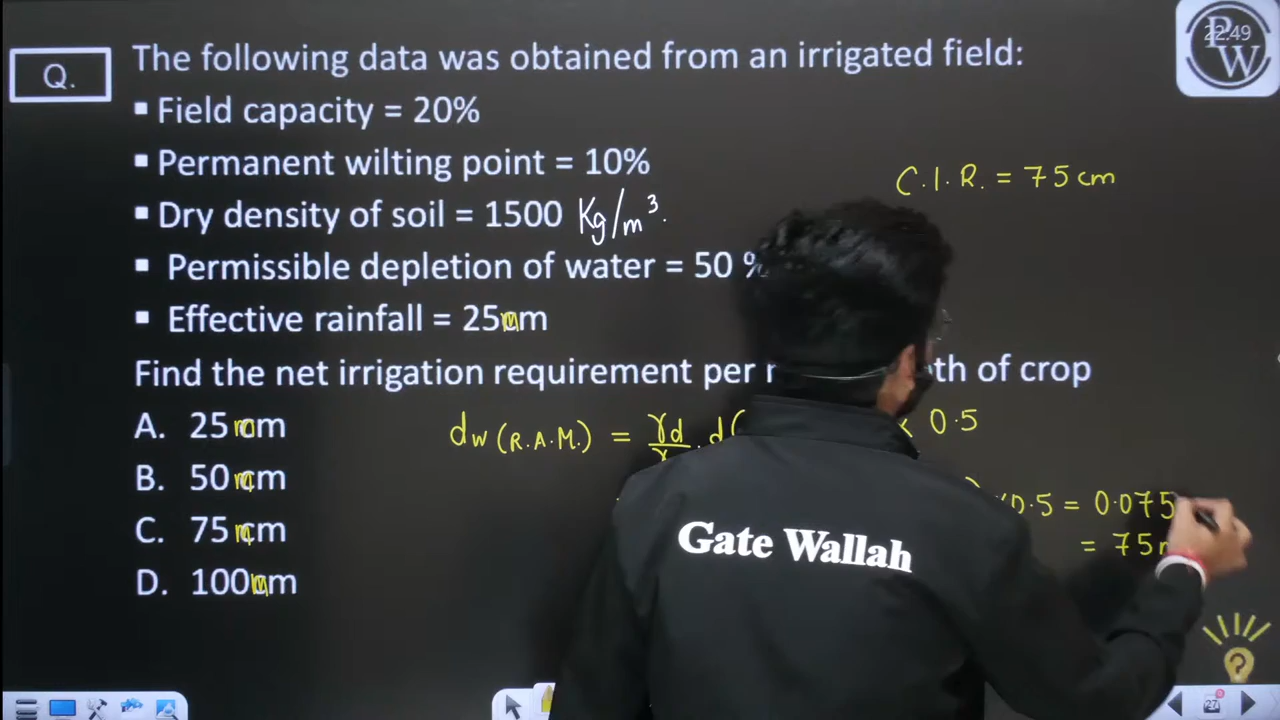 22:49
P
W
Q.
The following data was obtained from an irrigated field:
▪ Field capacity = 20%
▪ Permanent wilting point = 10%
C.I.R. = 75 cm
▪ Dry density of soil = 1500 Kg/m³.
▪ Permissible depletion of water = 50 %
▪ Effective rainfall = 25mm
Find the net irrigation requirement per of crop
A. 25mm
dw (R.A.M.) = γd . d( × 0.5
B. 50mm
×0.5 = 0.075
C. 75mm
= 75
D. 100mm
Gate Wallah
27